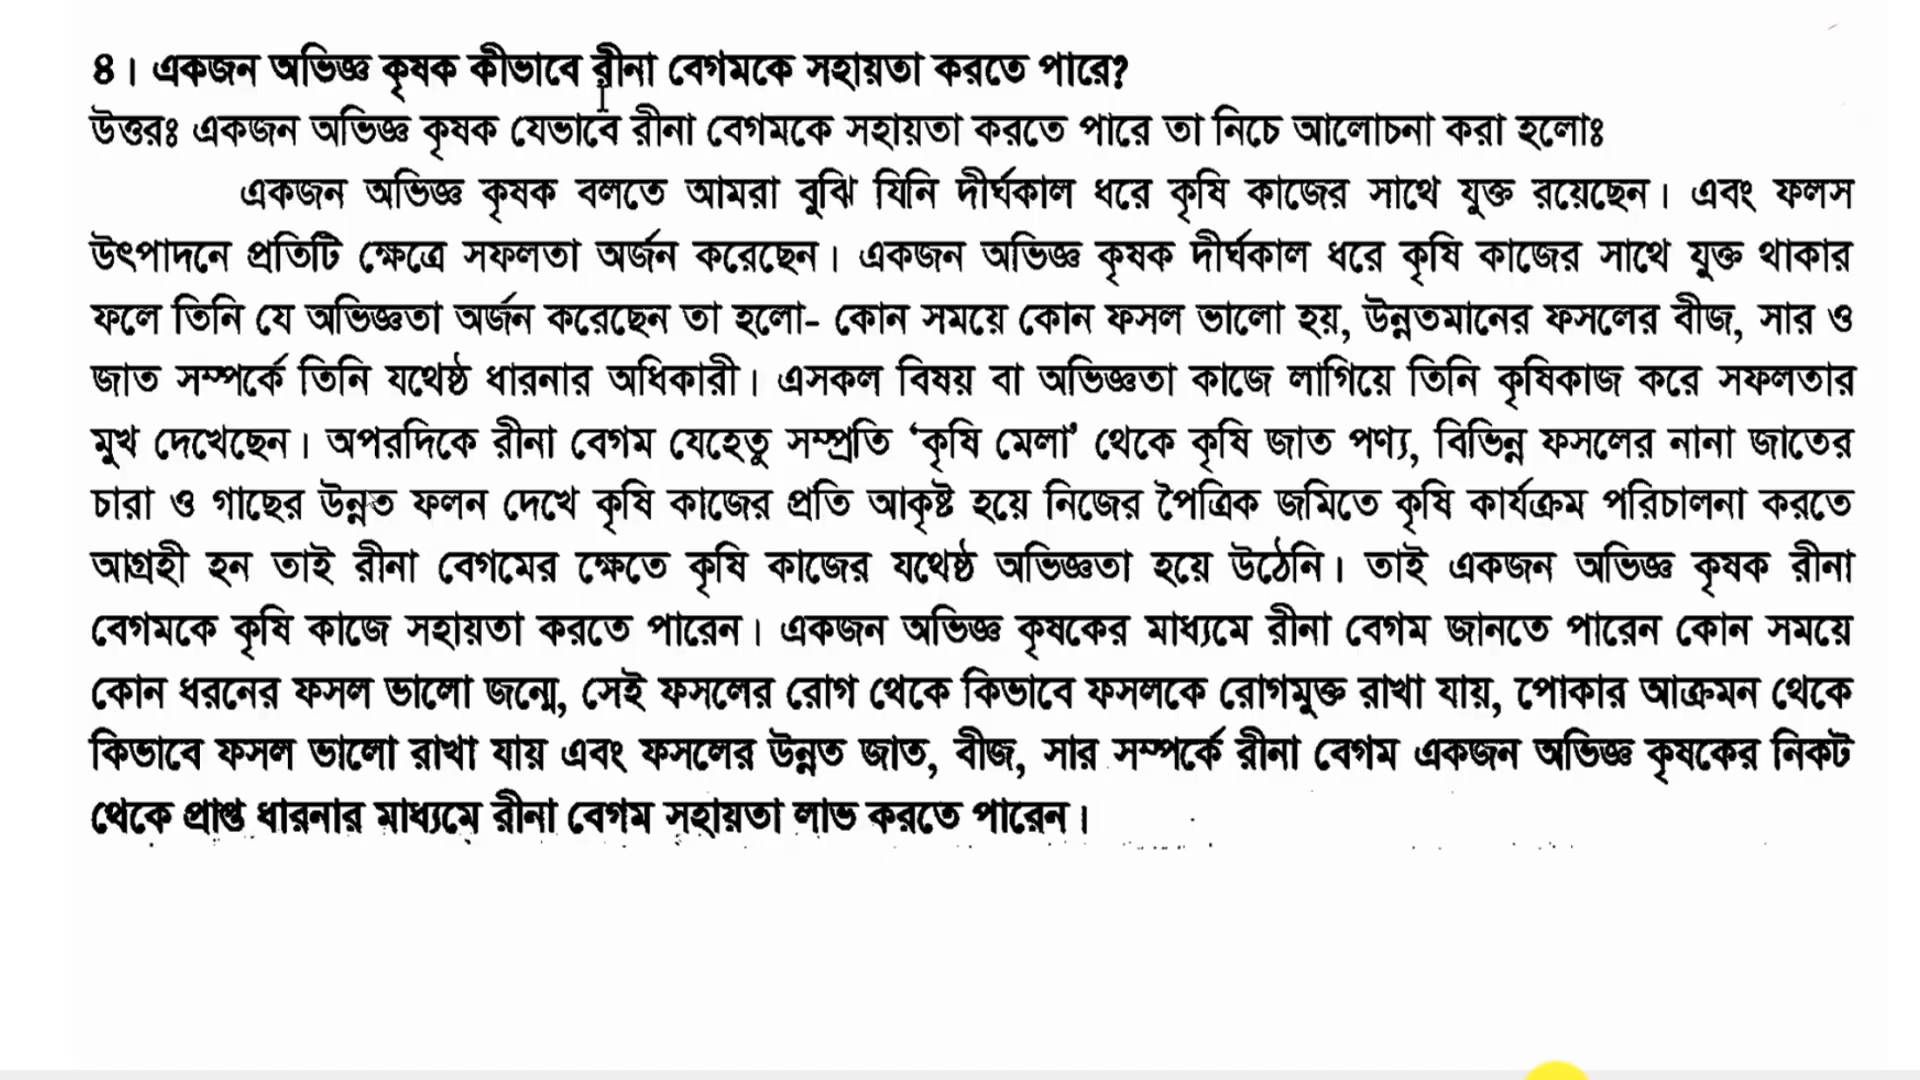 ৪। একজন অভিজ্ঞ কৃষক কীভাবে রীনা বেগমকে সহায়তা করতে পারে?
উত্তরঃ একজন অভিজ্ঞ কৃষক যেভাবে রীনা বেগমকে সহায়তা করতে পারে তা নিচে আলোচনা করা হলোঃ
একজন অভিজ্ঞ কৃষক বলতে আমরা বুঝি যিনি দীর্ঘকাল ধরে কৃষি কাজের সাথে যুক্ত রয়েছেন। এবং ফলস
উৎপাদনে প্রতিটি ক্ষেত্রে সফলতা অর্জন করেছেন। একজন অভিজ্ঞ কৃষক দীর্ঘকাল ধরে কৃষি কাজের সাথে যুক্ত থাকার
ফলে তিনি যে অভিজ্ঞতা অর্জন করেছেন তা হলো- কোন সময়ে কোন ফসল ভালো হয়, উন্নতমানের ফসলের বীজ, সার ও
জাত সম্পর্কে তিনি যথেষ্ঠ ধারনার অধিকারী। এসকল বিষয় বা অভিজ্ঞতা কাজে লাগিয়ে তিনি কৃষিকাজ করে সফলতার
মুখ দেখেছেন। অপরদিকে রীনা বেগম যেহেতু সম্প্রতি ‘কৃষি মেলা’ থেকে কৃষি জাত পণ্য, বিভিন্ন ফসলের নানা জাতের
চারা ও গাছের উন্নত ফলন দেখে কৃষি কাজের প্রতি আকৃষ্ট হয়ে নিজের পৈত্রিক জমিতে কৃষি কার্যক্রম পরিচালনা করতে
আগ্রহী হন তাই রীনা বেগমের ক্ষেতে কৃষি কাজের যথেষ্ঠ অভিজ্ঞতা হয়ে উঠেনি। তাই একজন অভিজ্ঞ কৃষক রীনা
বেগমকে কৃষি কাজে সহায়তা করতে পারেন। একজন অভিজ্ঞ কৃষকের মাধ্যমে রীনা বেগম জানতে পারেন কোন সময়ে
কোন ধরনের ফসল ভালো জন্মে, সেই ফসলের রোগ থেকে কিভাবে ফসলকে রোগমুক্ত রাখা যায়, পোকার আক্রমন থেকে
কিভাবে ফসল ভালো রাখা যায় এবং ফসলের উন্নত জাত, বীজ, সার সম্পর্কে রীনা বেগম একজন অভিজ্ঞ কৃষকের নিকট
থেকে প্রাপ্ত ধারনার মাধ্যমে রীনা বেগম সহায়তা লাভ করতে পারেন।